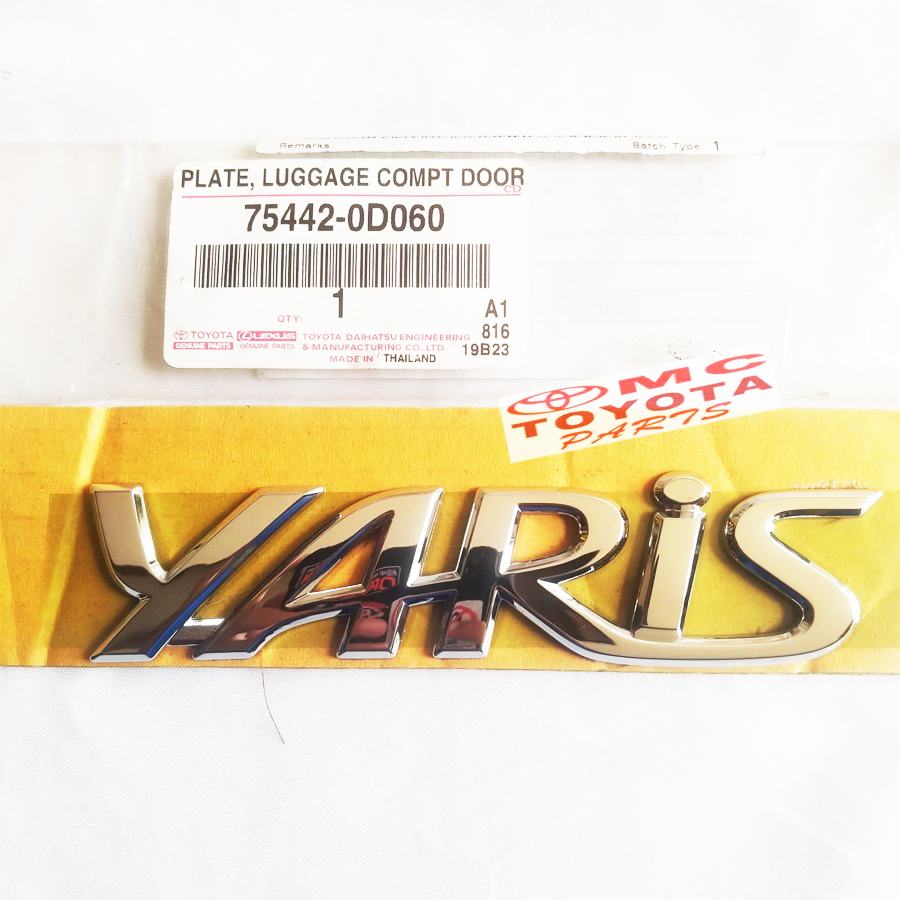 Remarks Batch Type: 1
PLATE, LUGGAGE COMPT DOOR
CD
75442-0D060
QTY: 1
A1
816
19B23
TOYOTA
GENUINE PARTS
LEXUS
GENUINE PARTS
TOYOTA DAIHATSU ENGINEERING
& MANUFACTURING CO.,LTD.
MADE IN THAILAND
MC
TOYOTA
PARTS
YARiS